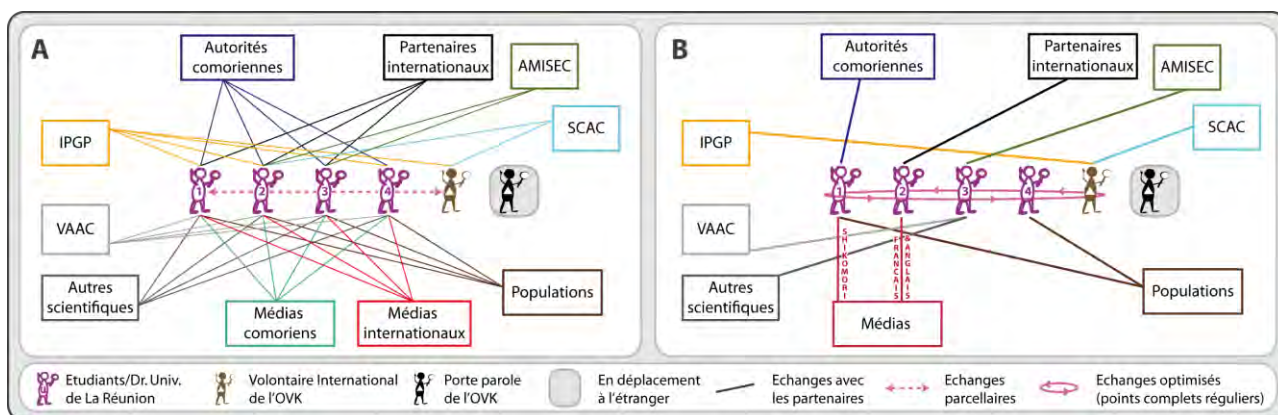 A
Autorités
comoriennes
Partenaires
internationaux
AMISEC
SCAC
IPGP
1
2
3
4
VAAC
Autres
scientifiques
Médias
comoriens
Médias
internationaux
Populations
B
Autorités
comoriennes
Partenaires
internationaux
AMISEC
SCAC
IPGP
1
2
3
4
VAAC
Autres
scientifiques
SHIKOMORI
FRANCAIS
& ANGLAIS
Médias
Populations
Etudiants/Dr. Univ.
de La Réunion
Volontaire International
de l'OVK
Porte parole
de l'OVK
En déplacement
à l'étranger
Echanges avec
les partenaires
Echanges
parcellaires
Echanges optimisés
(points complets réguliers)